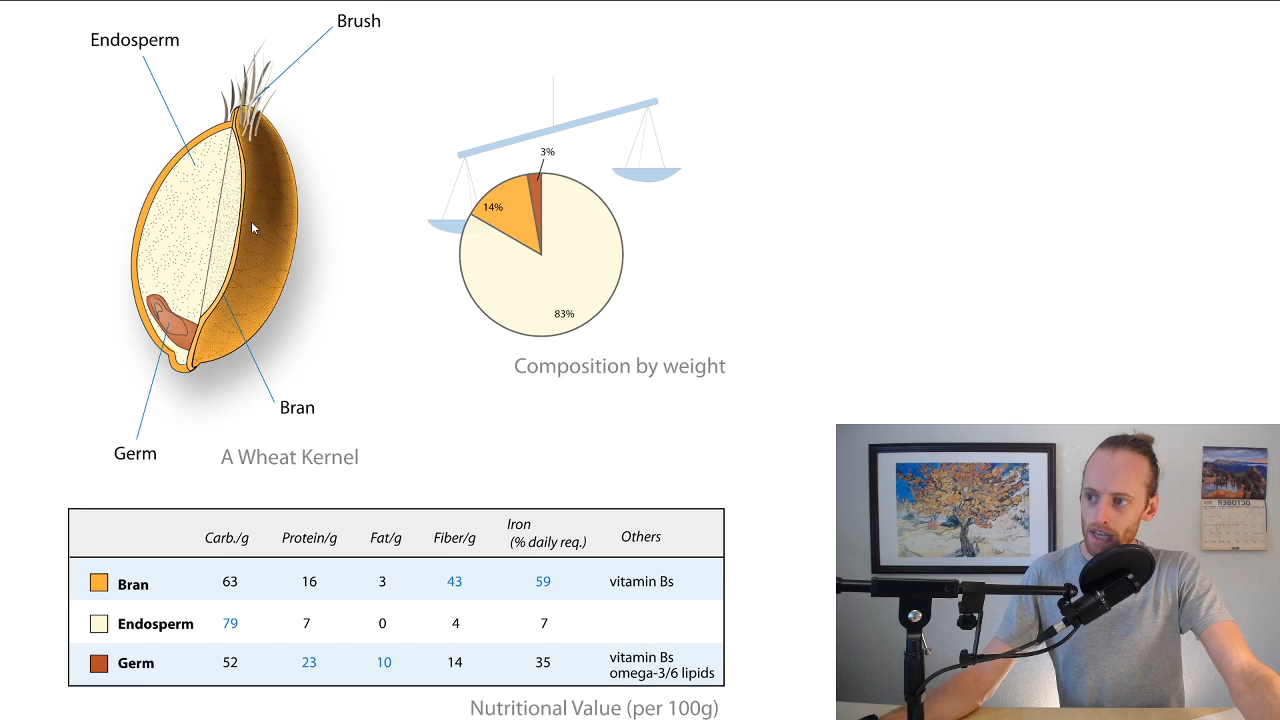 Brush
Endosperm
3%
14%
83%
Composition by weight
Bran
Germ
A Wheat Kernel
Carb./g Protein/g Fat/g Fiber/g Iron (% daily req.) Others
Bran 63 16 3 43 59 vitamin Bs
Endosperm 79 7 0 4 7
Germ 52 23 10 14 35 vitamin Bs
omega-3/6 lipids
Nutritional Value (per 100g)
OCTOBER